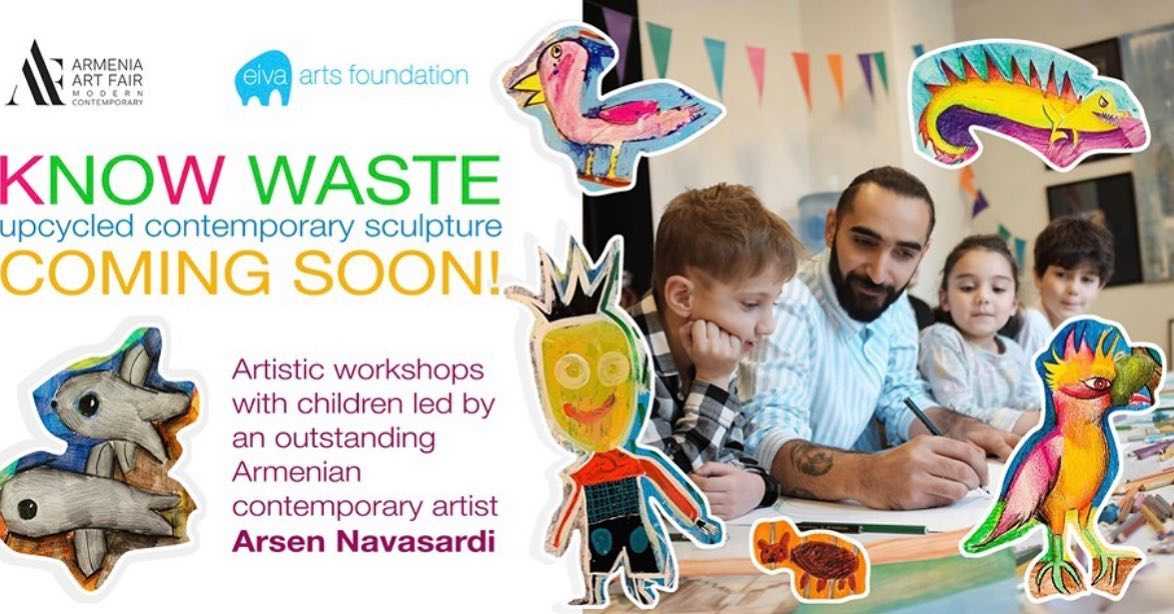 ARMENIA
ART FAIR
MODERN
CONTEMPORARY
eiva arts foundation
KNOW WASTE
upcycled contemporary sculpture
COMING SOON!
Artistic workshops
with children led by
an outstanding
Armenian
contemporary artist
Arsen Navasardi